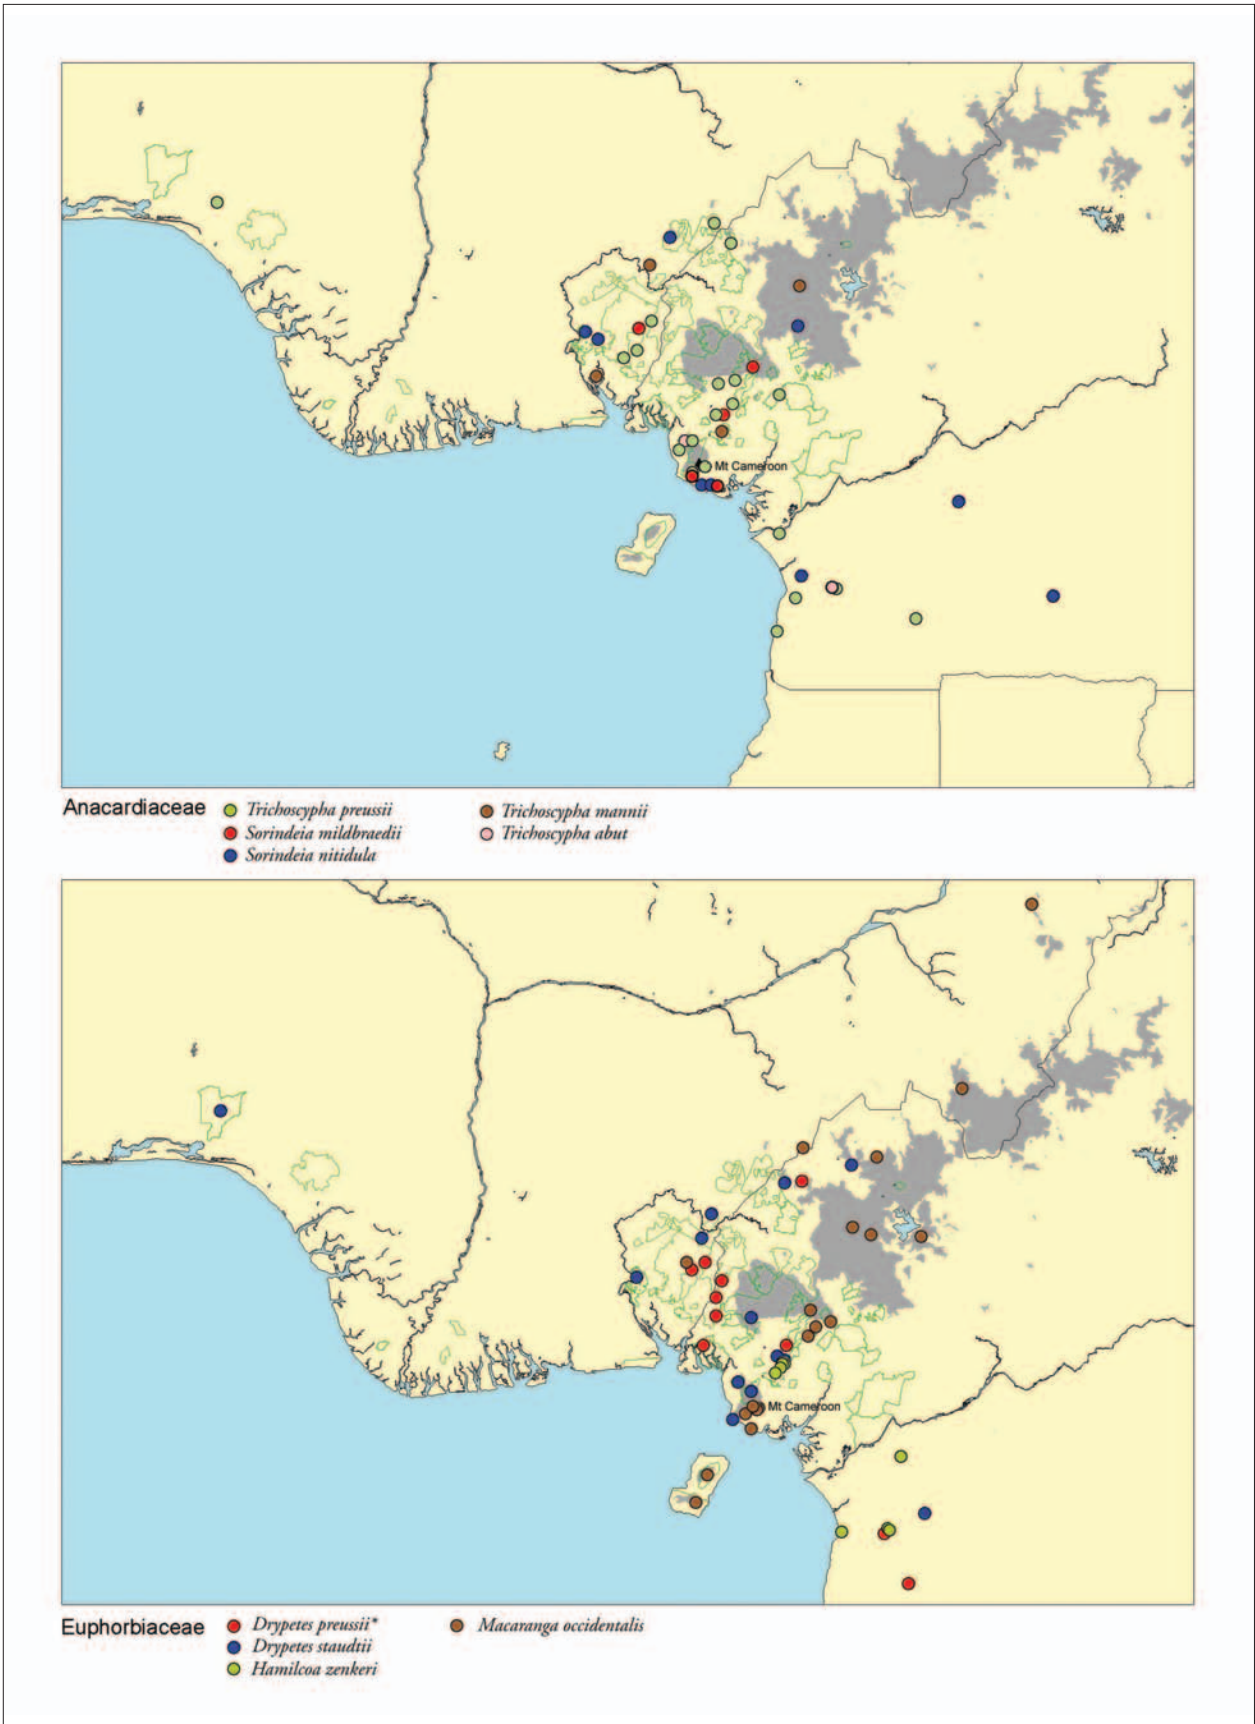 Mt Cameroon
Anacardiaceae
Trichoscypha preussii
Sorindeia mildbraedii
Sorindeia nitidula
Trichoscypha mannii
Trichoscypha abut
Mt Cameroon
Euphorbiaceae
Drypetes preussii*
Drypetes staudtii
Hamilcoa zenkeri
Macaranga occidentalis